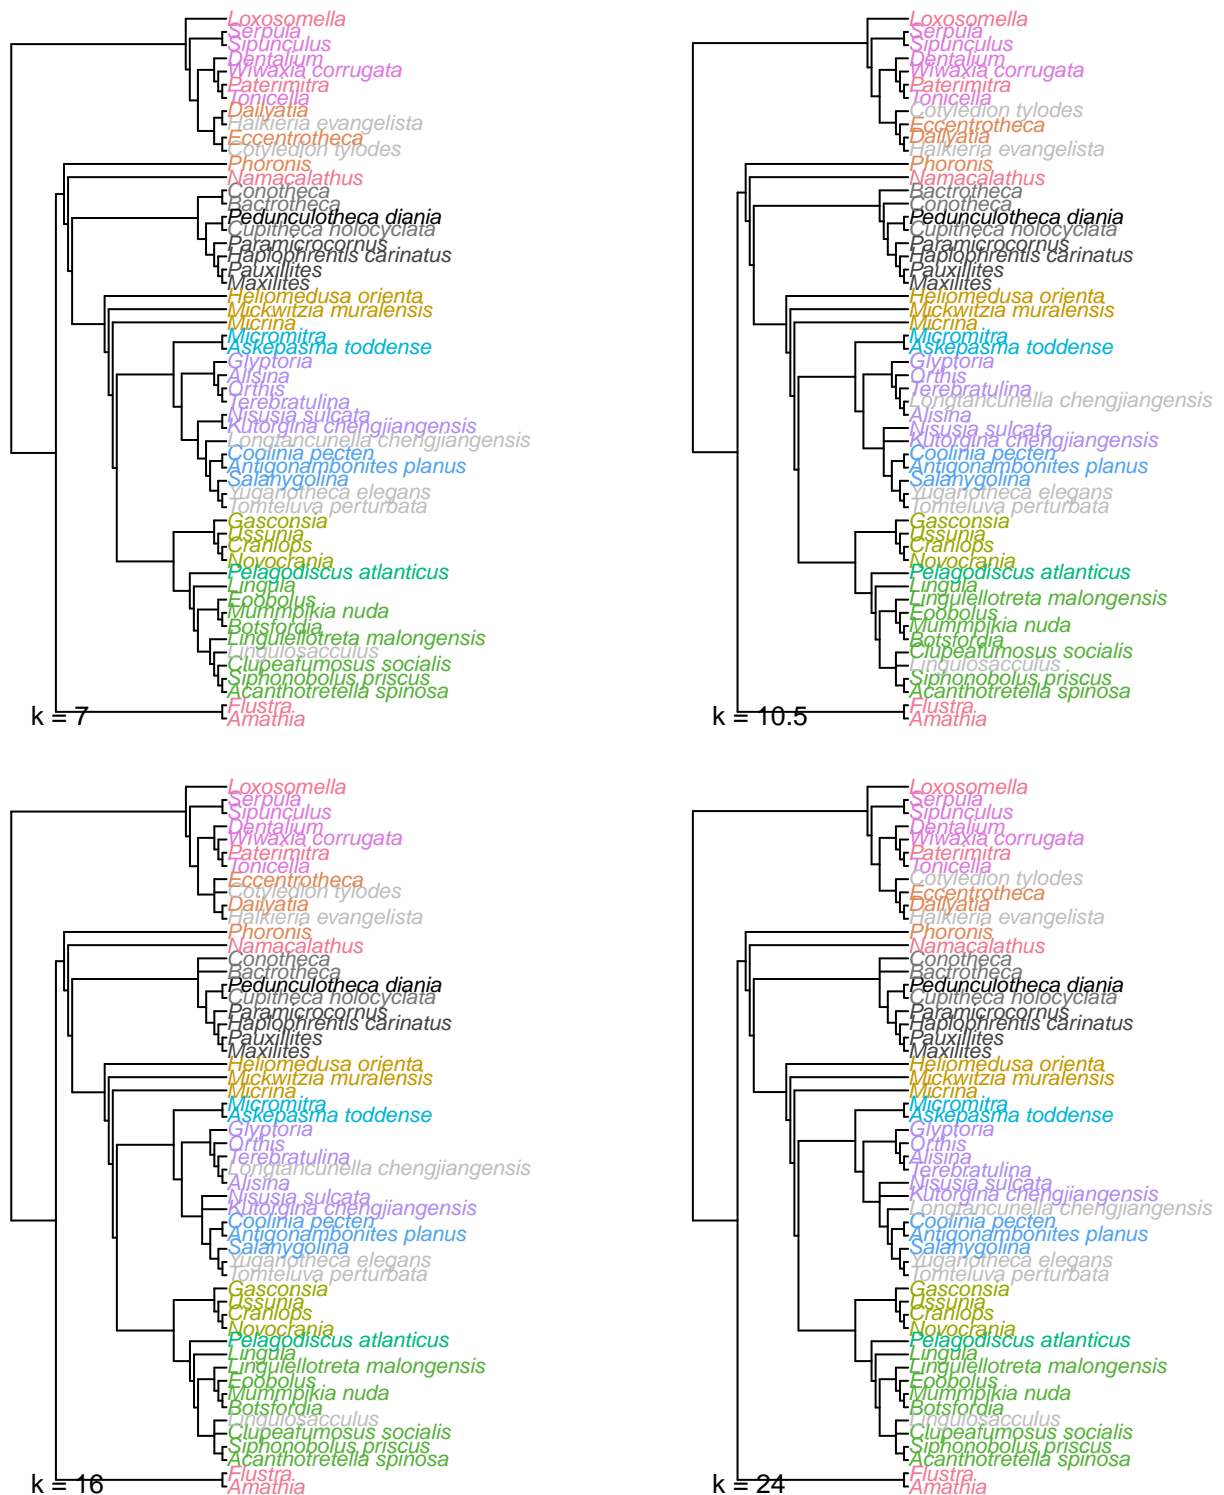 Loxosomella
Serpula
Sipunculus
Dentalium
Wiwaxia corrugata
Paterimitra
Tonicella
Dailyatia
Halkieria evangelista
Eccentrotheca
Cotyledion tylodes
Phoronis
Namacalathus
Conotheca
Bactrotheca
Pedunculotheca diania
Cupitheca holocyclata
Paramicrocornus
Haplophrentis carinatus
Pauxillites
Maxilites
Heliomedusa orienta
Mickwitzia muralensis
Micrina
Micromitra
Askepasma toddense
Glyptoria
Alisina
Orthis
Terebratulina
Nisusia sulcata
Kutorgina chengjiangensis
Longtancunella chengjiangensis
Coolinia pecten
Antigonambonites planus
Salanygolina
Yuganotheca elegans
Tomteluva perturbata
Gasconsia
Ussunia
Craniops
Novocrania
Pelagodiscus atlanticus
Lingula
Eoobolus
Mummpikia nuda
Botsfordia
Lingulellotreta malongensis
Lingulosacculus
Clupeafumosus socialis
Siphonobolus priscus
Acanthotretella spinosa
Flustra
Amathia
k = 7
Loxosomella
Serpula
Sipunculus
Dentalium
Wiwaxia corrugata
Paterimitra
Tonicella
Cotyledion tylodes
Eccentrotheca
Dailyatia
Halkieria evangelista
Phoronis
Namacalathus
Bactrotheca
Conotheca
Pedunculotheca diania
Cupitheca holocyclata
Paramicrocornus
Haplophrentis carinatus
Pauxillites
Maxilites
Heliomedusa orienta
Mickwitzia muralensis
Micrina
Micromitra
Askepasma toddense
Glyptoria
Orthis
Terebratulina
Longtancunella chengjiangensis
Alisina
Nisusia sulcata
Kutorgina chengjiangensis
Coolinia pecten
Antigonambonites planus
Salanygolina
Yuganotheca elegans
Tomteluva perturbata
Gasconsia
Ussunia
Craniops
Novocrania
Pelagodiscus atlanticus
Lingula
Lingulellotreta malongensis
Eoobolus
Mummpikia nuda
Botsfordia
Clupeafumosus socialis
Lingulosacculus
Siphonobolus priscus
Acanthotretella spinosa
Flustra
Amathia
k = 10.5
Loxosomella
Serpula
Sipunculus
Dentalium
Wiwaxia corrugata
Paterimitra
Tonicella
Eccentrotheca
Cotyledion tylodes
Dailyatia
Halkieria evangelista
Phoronis
Namacalathus
Conotheca
Bactrotheca
Pedunculotheca diania
Cupitheca holocyclata
Paramicrocornus
Haplophrentis carinatus
Pauxillites
Maxilites
Heliomedusa orienta
Mickwitzia muralensis
Micrina
Micromitra
Askepasma toddense
Glyptoria
Orthis
Terebratulina
Longtancunella chengjiangensis
Alisina
Nisusia sulcata
Kutorgina chengjiangensis
Coolinia pecten
Antigonambonites planus
Salanygolina
Yuganotheca elegans
Tomteluva perturbata
Gasconsia
Ussunia
Craniops
Novocrania
Pelagodiscus atlanticus
Lingula
Lingulellotreta malongensis
Eoobolus
Mummpikia nuda
Botsfordia
Lingulosacculus
Clupeafumosus socialis
Siphonobolus priscus
Acanthotretella spinosa
Flustra
Amathia
k = 16
Loxosomella
Serpula
Sipunculus
Dentalium
Wiwaxia corrugata
Paterimitra
Tonicella
Cotyledion tylodes
Eccentrotheca
Dailyatia
Halkieria evangelista
Phoronis
Namacalathus
Conotheca
Bactrotheca
Pedunculotheca diania
Cupitheca holocyclata
Paramicrocornus
Haplophrentis carinatus
Pauxillites
Maxilites
Heliomedusa orienta
Mickwitzia muralensis
Micrina
Micromitra
Askepasma toddense
Glyptoria
Orthis
Alisina
Terebratulina
Nisusia sulcata
Kutorgina chengjiangensis
Longtancunella chengjiangensis
Coolinia pecten
Antigonambonites planus
Salanygolina
Yuganotheca elegans
Tomteluva perturbata
Gasconsia
Ussunia
Craniops
Novocrania
Pelagodiscus atlanticus
Lingula
Lingulellotreta malongensis
Eoobolus
Mummpikia nuda
Botsfordia
Lingulosacculus
Clupeafumosus socialis
Siphonobolus priscus
Acanthotretella spinosa
Flustra
Amathia
k = 24